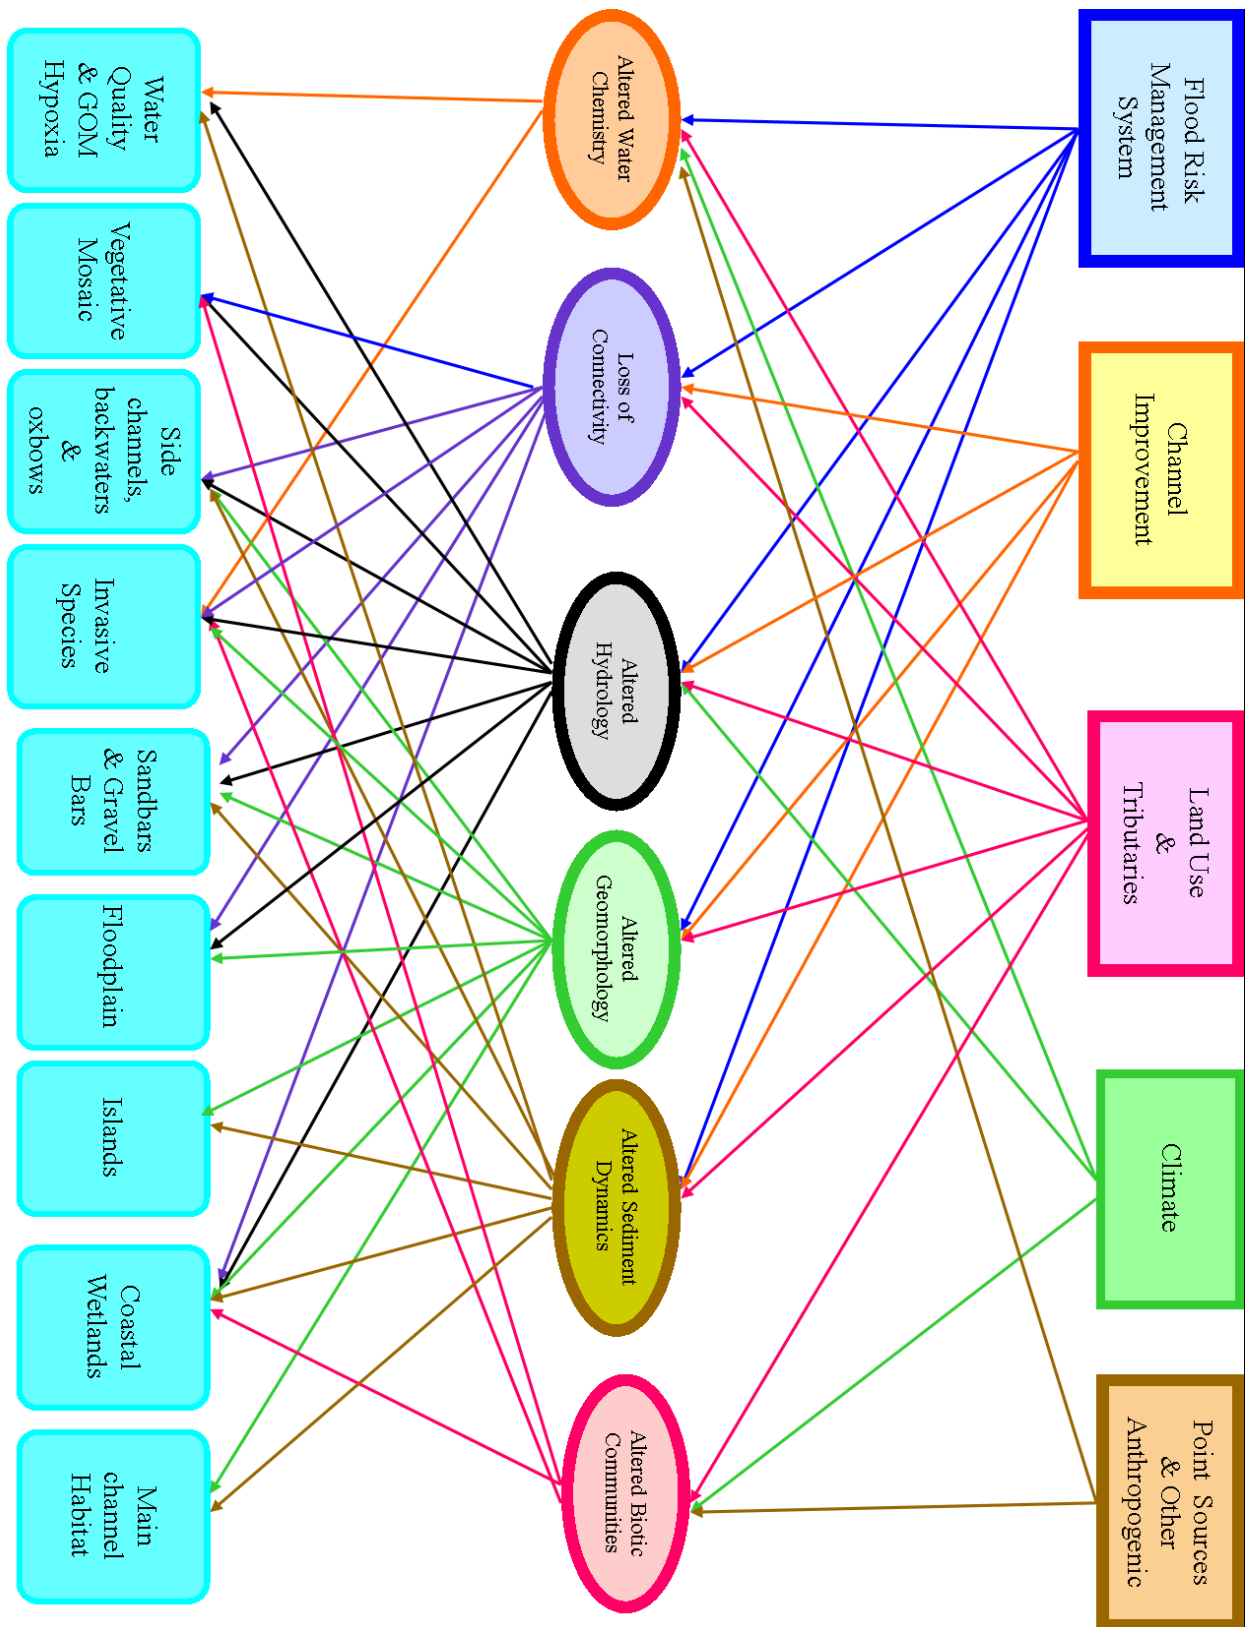 Flood Risk
Management
System
Channel
Improvement
Land Use
&
Tributaries
Climate
Point Sources
& Other
Anthropogenic
Altered Water
Chemistry
Loss of
Connectivity
Altered
Hydrology
Altered
Geomorphology
Altered Sediment
Dynamics
Altered Biotic
Communities
Water
Quality
& GOM
Hypoxia
Vegetative
Mosaic
Side
channels,
backwaters
&
oxbows
Invasive
Species
Sandbars
& Gravel
Bars
Floodplain
Islands
Coastal
Wetlands
Main
channel
Habitat